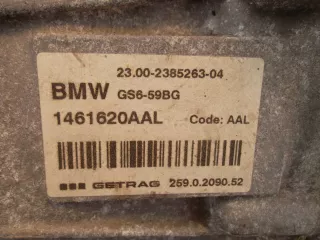 23.00-2385263-04
BMW GS6-59BG
1461620AAL Code: AAL
GETRAG 259.0.2090.52